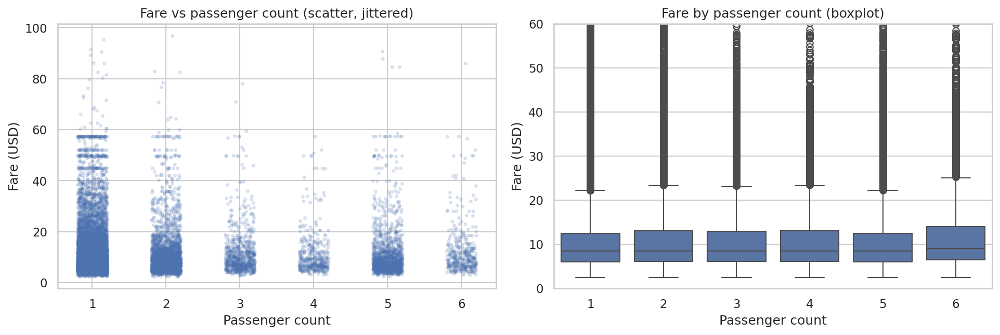 Fare vs passenger count (scatter, jittered)
100
80
60
40
20
0
Fare (USD)
1 2 3 4 5 6
Passenger count
Fare by passenger count (boxplot)
60
50
40
30
20
10
0
Fare (USD)
1 2 3 4 5 6
Passenger count